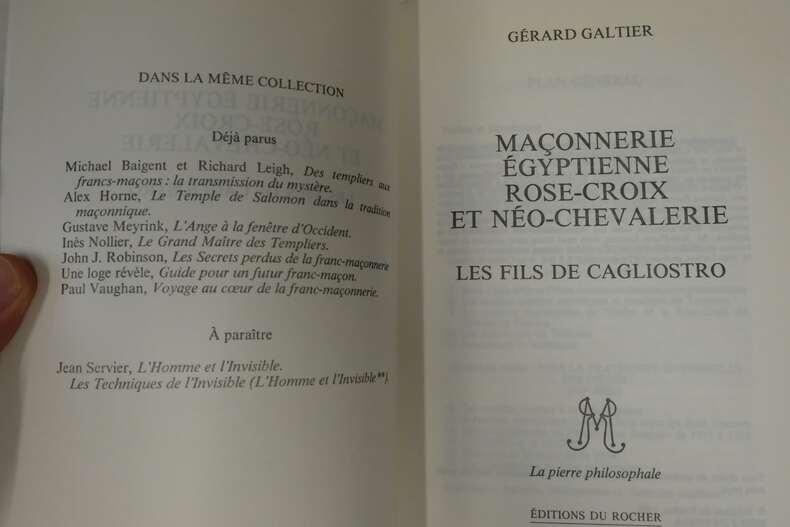 DANS LA MÊME COLLECTION
Déjà parus
Michael Baigent et Richard Leigh, Des templiers aux
francs-maçons : la transmission du mystère.
Alex Horne, Le Temple de Salomon dans la tradition
maçonnique.
Gustave Meyrink, L'Ange à la fenêtre d'Occident.
Inès Nollier, Le Grand Maître des Templiers.
John J. Robinson, Les Secrets perdus de la franc-maçonnerie
Une loge révèle, Guide pour un futur franc-maçon.
Paul Vaughan, Voyage au cœur de la franc-maçonnerie.
À paraître
Jean Servier, L'Homme et l'Invisible.
Les Techniques de l'Invisible (L'Homme et l'Invisible**).
GÉRARD GALTIER
MAÇONNERIE
ÉGYPTIENNE
ROSE-CROIX
ET NÉO-CHEVALERIE
LES FILS DE CAGLIOSTRO
La pierre philosophale
ÉDITIONS DU ROCHER